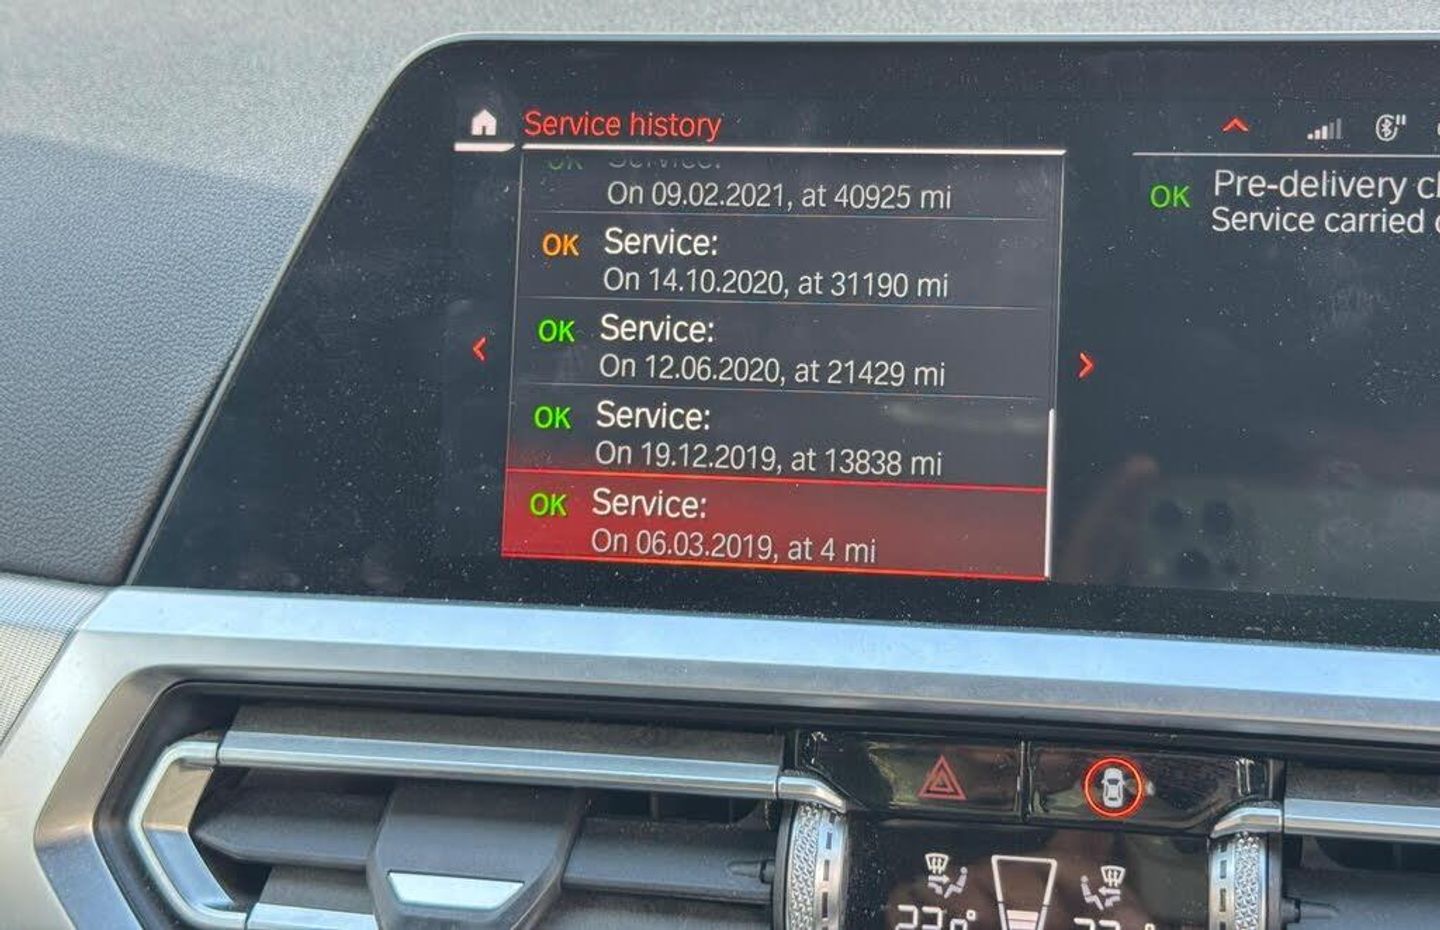 Service history
OK Service:
On 09.02.2021, at 40925 mi
OK Service:
On 14.10.2020, at 31190 mi
OK Service:
On 12.06.2020, at 21429 mi
OK Service:
On 19.12.2019, at 13838 mi
OK Service:
On 06.03.2019, at 4 mi
OK Pre-delivery
Service carried